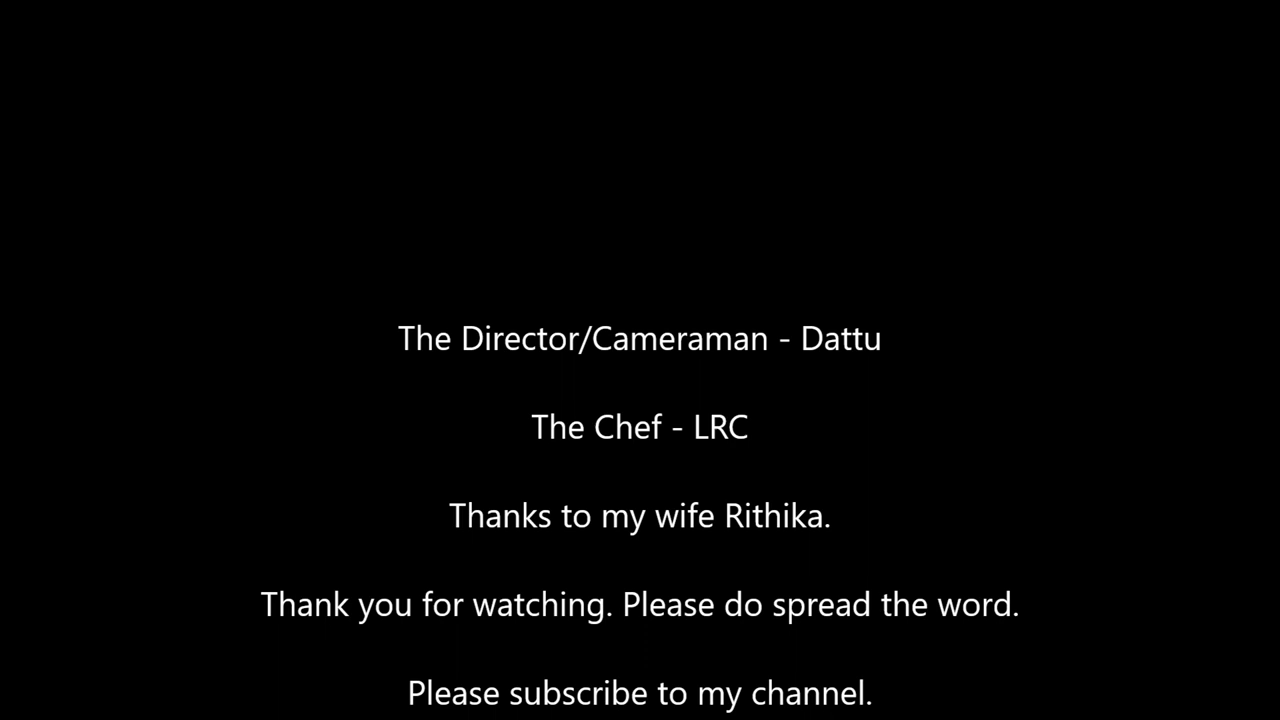 The Director/Cameraman - Dattu
The Chef - LRC
Thanks to my wife Rithika.
Thank you for watching. Please do spread the word.
Please subscribe to my channel.